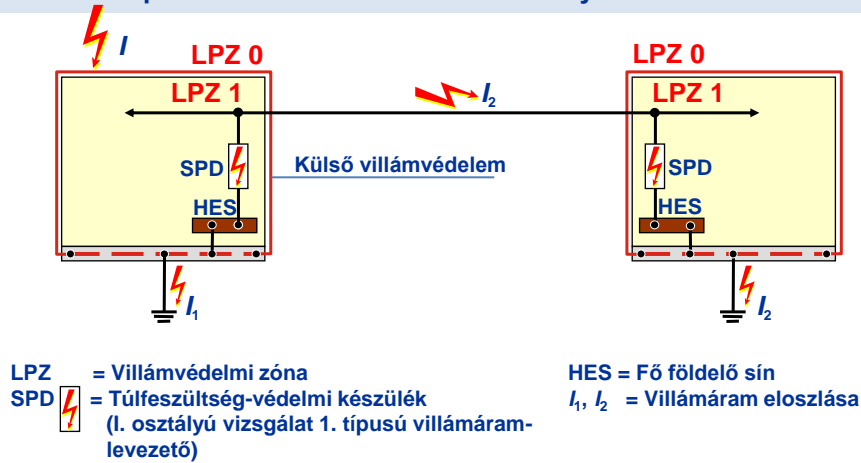 I
LPZ 0
LPZ 0
LPZ 1
I2
LPZ 1
SPD
Külső villámvédelem
SPD
HES
HES
I1
I2
LPZ = Villámvédelmi zóna
SPD = Túlfeszültség-védelmi készülék
(I. osztályú vizsgálat 1. típusú villámáram-
levezető)
HES = Fő földelő sín
I1, I2 = Villámáram eloszlása